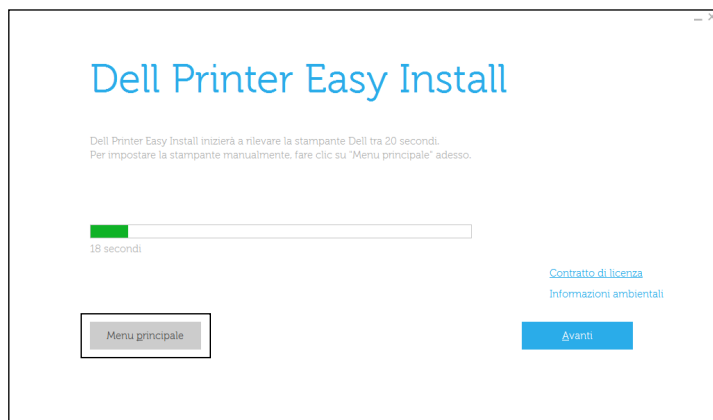 Dell Printer Easy Install
Dell Printer Easy Install inizierà a rilevare la stampante Dell tra 20 secondi.
Per impostare la stampante manualmente, fare clic su "Menu principale" adesso.
18 secondi
Contratto di licenza
Informazioni ambientali
Menu principale
Avanti